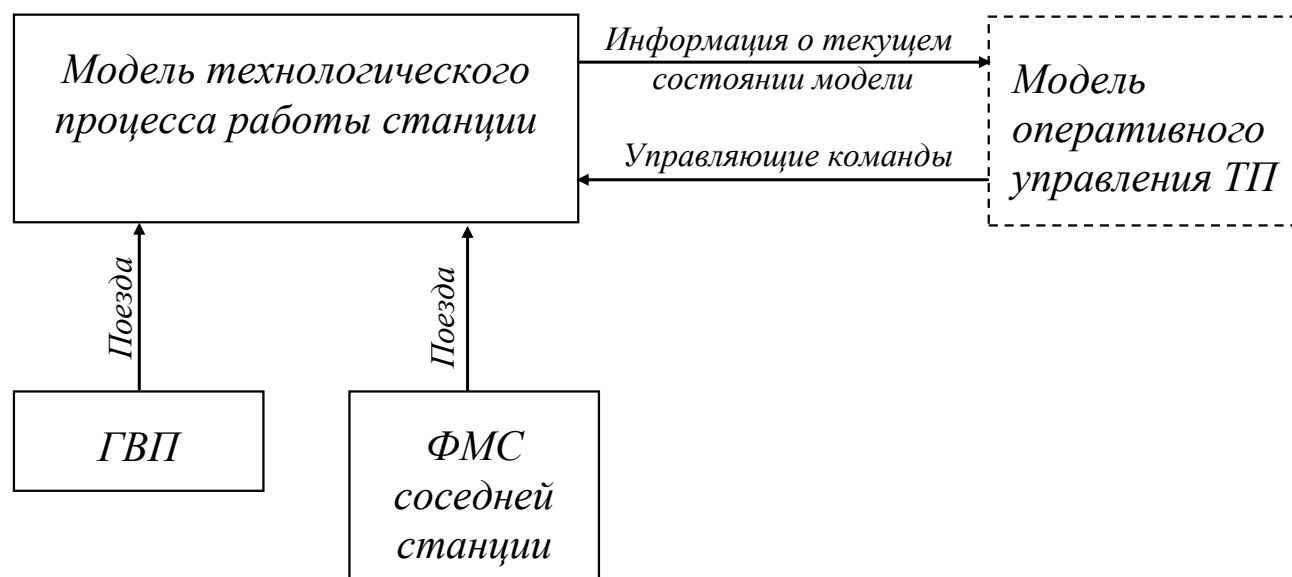 Модель технологического
процесса работы станции
Информация о текущем
состоянии модели
Управляющие команды
Модель
оперативного
управления ТП
Поезда
Поезда
ГВП
ФМС
соседней
станции